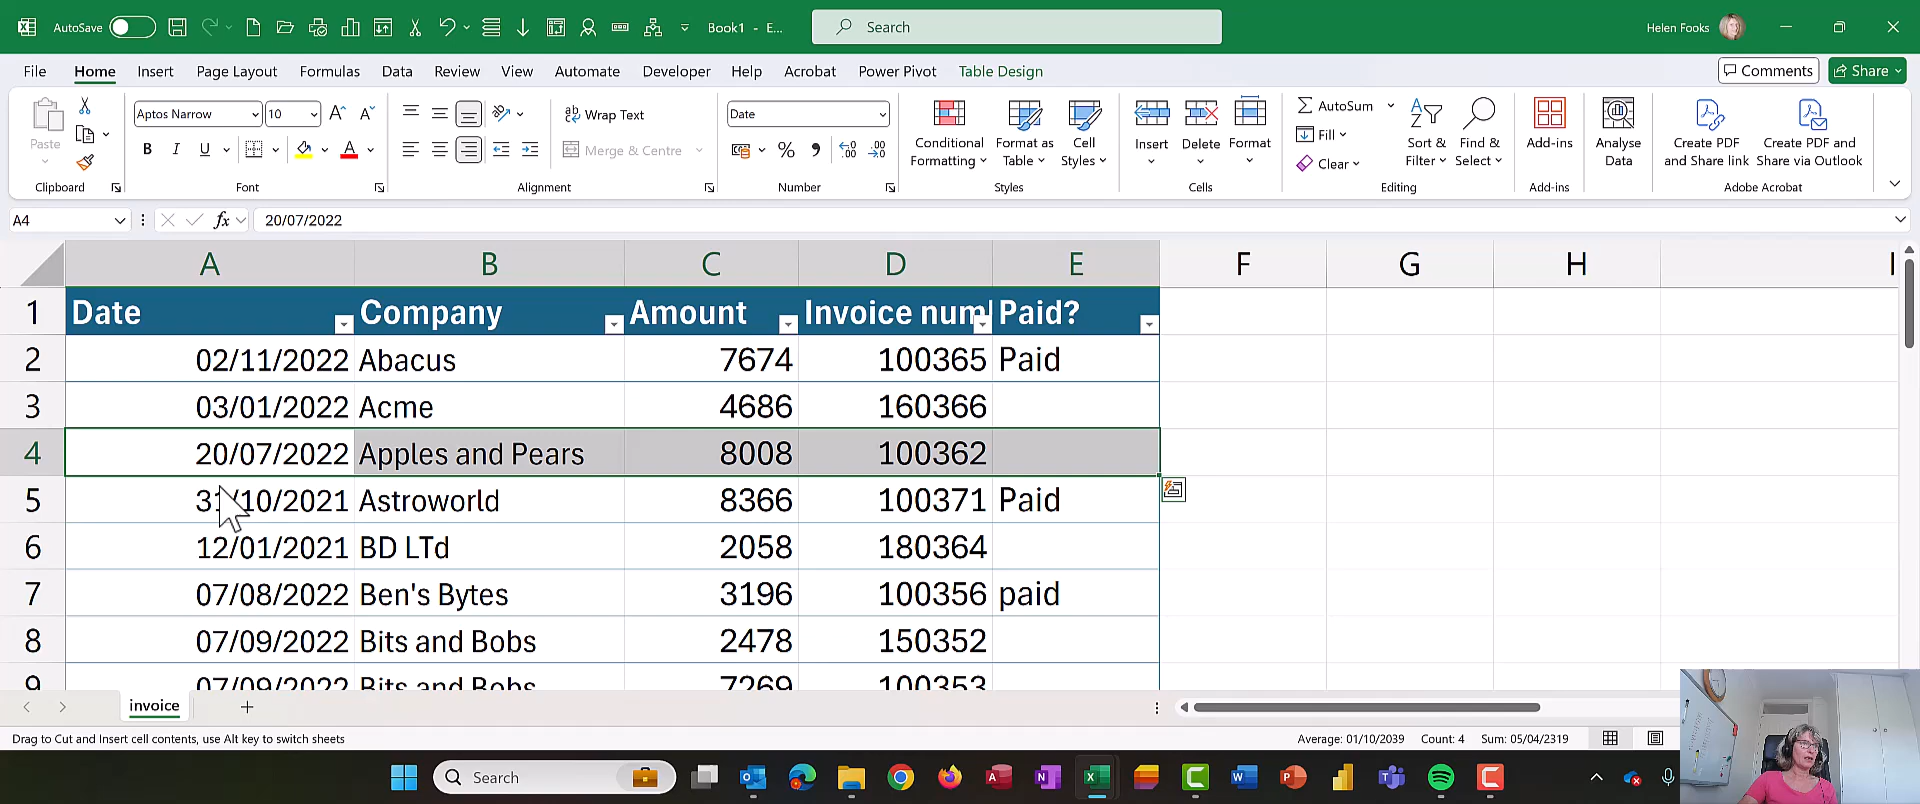 AutoSave Book1 - E... Search Helen Fooks
File Home Insert Page Layout Formulas Data Review View Automate Developer Help Acrobat Power Pivot Table Design Comments Share
Paste Aptos Narrow 10 Wrap Text Date Conditional Formatting Format as Table Cell Styles Insert Delete Format AutoSum Sort & Filter Find & Select Add-ins Analyse Data Create PDF and Share link Create PDF and Share via Outlook
B I U A Merge & Centre % Fill
Clear
Clipboard Font Alignment Number Styles Cells Editing Add-ins Adobe Acrobat
A4 fx 20/07/2022
A B C D E F G H I
1 Date Company Amount Invoice num Paid?
2 02/11/2022 Abacus 7674 100365 Paid
3 03/01/2022 Acme 4686 160366
4 20/07/2022 Apples and Pears 8008 100362
5 31/10/2021 Astroworld 8366 100371 Paid
6 12/01/2021 BD LTd 2058 180364
7 07/08/2022 Ben's Bytes 3196 100356 paid
8 07/09/2022 Bits and Bobs 2478 150352
9 07/09/2022 Bits and Bobs 7269 100353
invoice
Drag to Cut and Insert cell contents, use Alt key to switch sheets Average: 01/10/2039 Count: 4 Sum: 05/04/2319
Search